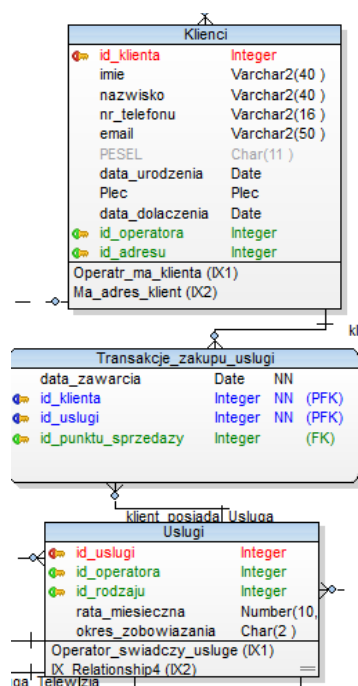 Klienci
id_klienta Integer
imie Varchar2(40 )
nazwisko Varchar2(40 )
nr_telefonu Varchar2(16 )
email Varchar2(50 )
PESEL Char(11 )
data_urodzenia Date
Plec Plec
data_dolaczenia Date
id_operatora Integer
id_adresu Integer
Operatr_ma_klienta (IX1)
Ma_adres_klient (IX2)
kl
Transakcje_zakupu_uslugi
data_zawarcia Date NN
id_klienta Integer NN (PFK)
id_uslugi Integer NN (PFK)
id_punktu_sprzedazy Integer (FK)
klient_posiada_Usluga
Uslugi
id_uslugi Integer
id_operatora Integer
id_rodzaju Integer
rata_miesieczna Number(10,
okres_zobowiazania Char(2 )
Operator_swiadczy_usluge (IX1)
IX_Relationship4 (IX2)
uga_Telewizja